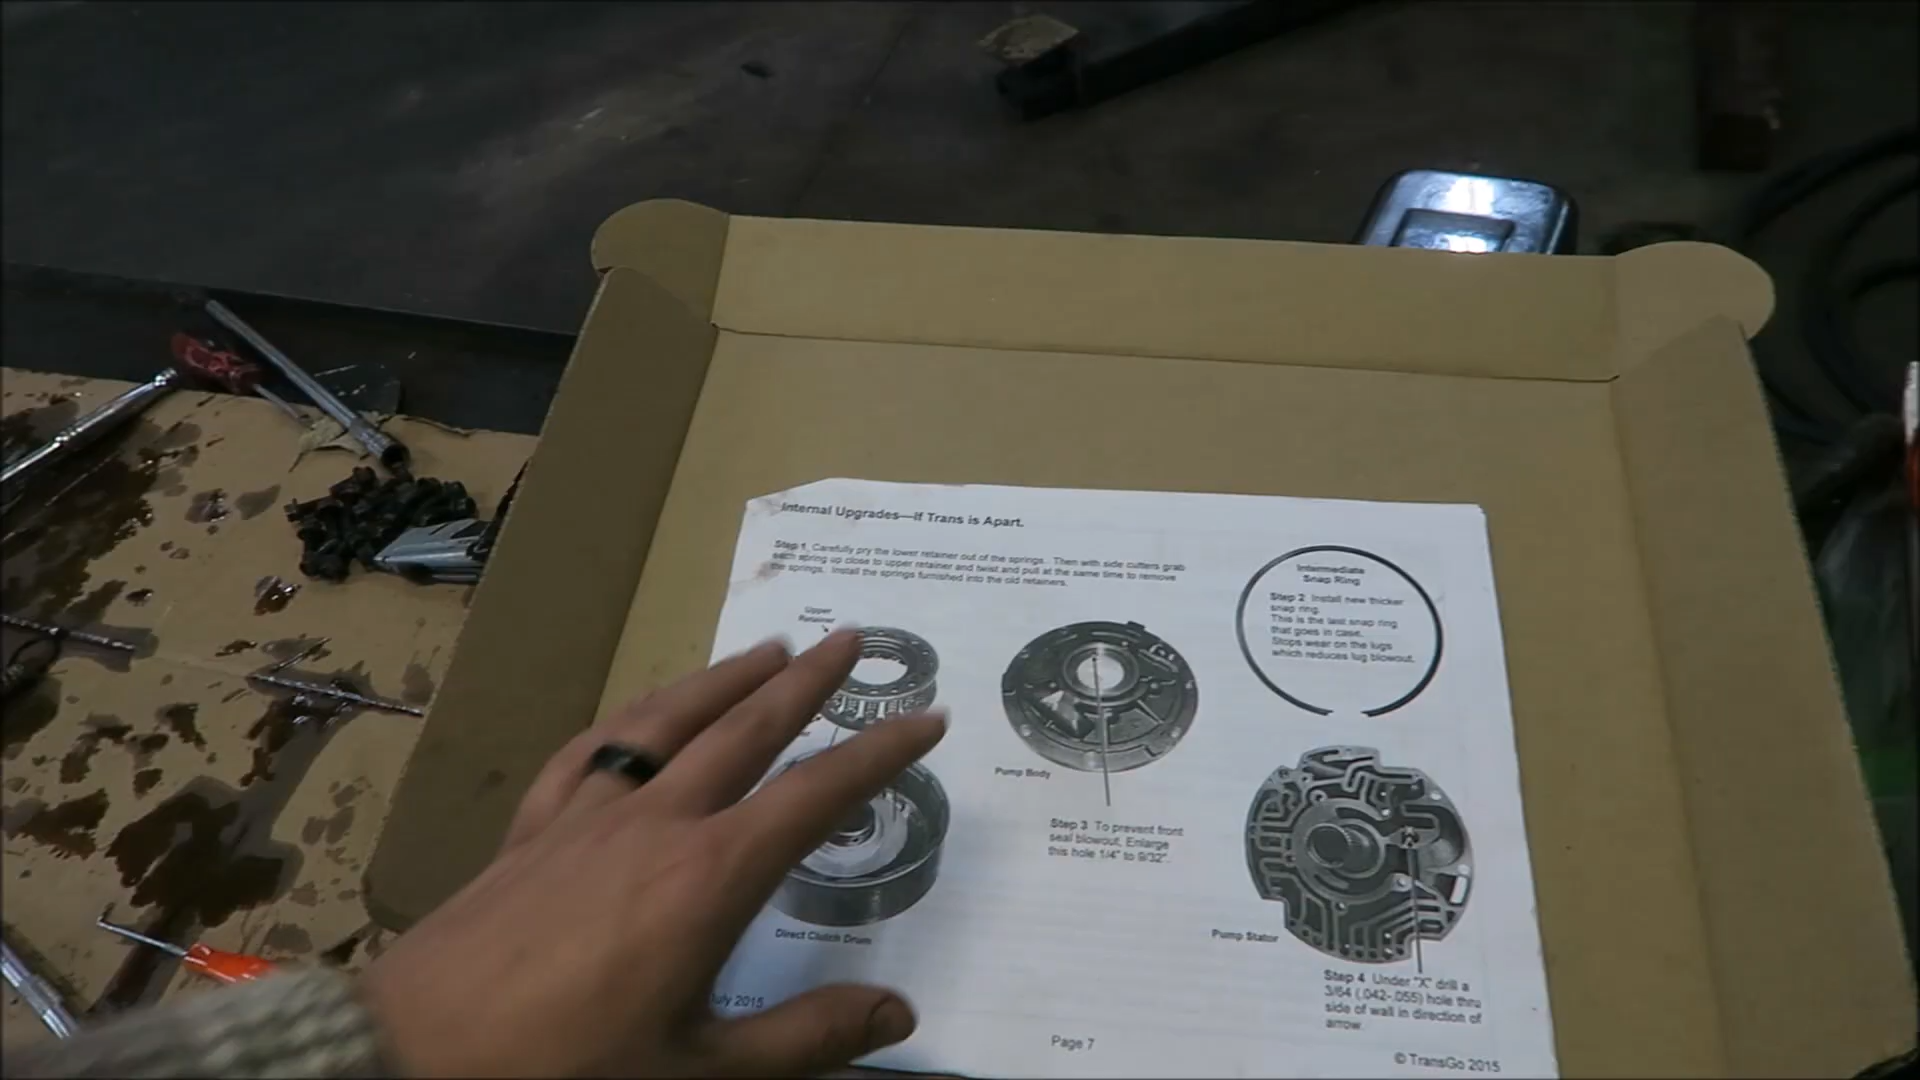 Internal Upgrades—If Trans is Apart.
Step 1 Carefully pry the lower retainer out of the springs. Then with side cutters grab
each spring up close to upper retainer and twist and pull at the same time to remove
the springs. Install the springs furnished into the old retainers.
Upper
Retainer
Intermediate
Snap Ring
Step 2 Install new thicker
snap ring.
This is the last snap ring
that goes in case.
Stops wear on the lugs
which reduces lug blowout.
Pump Body
Step 3 To prevent front
seal blowout, Enlarge
this hole 1/4" to 9/32".
Direct Clutch Drum
Pump Stator
Step 4 Under "X" drill a
3/64 (.042-.055) hole thru
side of wall in direction of
arrow.
July 2015
Page 7
© TransGo 2015